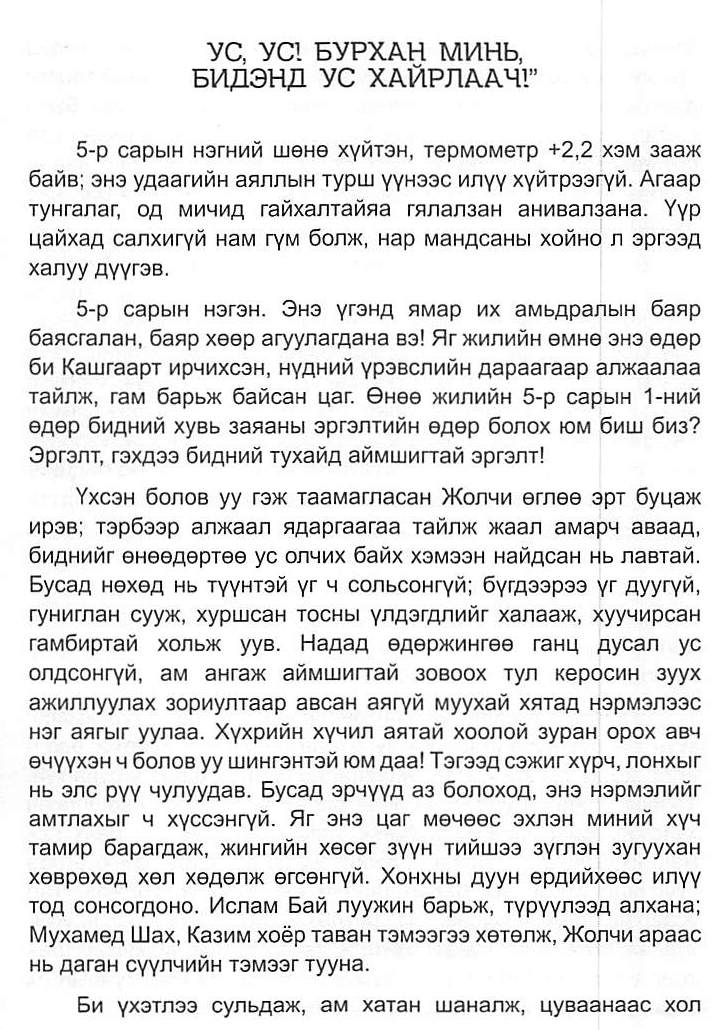 УС, УС! БУРХАН МИНЬ,
БИДЭНД УС ХАЙРЛААЧ!”
5-р сарын нэгний шөнө хүйтэн, термометр +2,2 хэм зааж
байв; энэ удаагийн аяллын турш үүнээс илүү хүйтрээгүй. Агаар
тунгалаг, од мичид гайхалтайяа гялалзан анивалзана. Үүр
цайхад салхигүй нам гүм болж, нар мандсаны хойно л эргээд
халуу дүүгэв.
5-р сарын нэгэн. Энэ үгэнд ямар их амьдралын баяр
баясгалан, баяр хөөр агуулагдана вэ! Яг жилийн өмнө энэ өдөр
би Кашгаарт ирчихсэн, нүдний үрэвслийн дараагаар алжаалаа
тайлж, гам барьж байсан цаг. Өнөө жилийн 5-р сарын 1-ний
өдөр бидний хувь заяаны эргэлтийн өдөр болох юм биш биз?
Эргэлт, гэхдээ бидний тухайд аймшигтай эргэлт!
Үхсэн болов уу гэж таамагласан Жолчи өглөө эрт буцаж
ирэв; тэрбээр алжаал ядаргаагаа тайлж жаал амарч аваад,
биднийг өнөөдөртөө ус олчих байх хэмээн найдсан нь лавтай.
Бусад нөхөд нь түүнтэй үг ч сольсонгүй; бүгдээрээ үг дуугүй,
гуниглан сууж, хуршсан тосны үлдэгдлийг халааж, хуучирсан
гамбиртай хольж уув. Надад өдөржингөө ганц дусал ус
олдсонгүй, ам ангаж аймшигтай зовоох тул керосин зуух
ажиллуулах зориултаар авсан аягүй муухай хятад нэрмэлээс
нэг аягыг уулаа. Хүхрийн хүчил аятай хоолой зуран орох авч
өчүүхэн ч болов уу шингэнтэй юм даа! Тэгээд сэжиг хүрч, лонхыг
нь элс рүү чулуудав. Бусад эрчүүд аз болоход, энэ нэрмэлийг
амтлахыг ч хүссэнгүй. Яг энэ цаг мөчөөс эхлэн миний хүч
тамир барагдаж, жингийн хөсөг зүүн тийшээ зүглэн зугуухан
хөврөхөд хөл хөдөлж өгсөнгүй. Хонхны дуун ердийхөөс илүү
тод сонсогдоно. Ислам Бай луужин барьж, түрүүлээд алхана;
Мухамед Шах, Казим хоёр таван тэмээгээ хөтөлж, Жолчи араас
нь даган сүүлчийн тэмээг тууна.
Би үхэтлээ сульдаж, ам хатан шаналж, цуваанаас хол